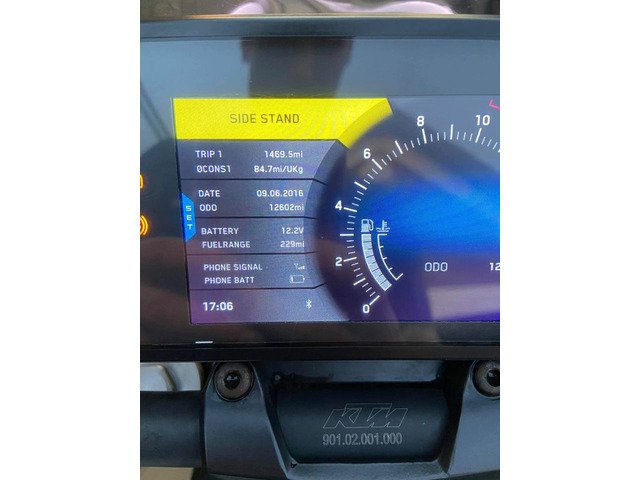 SIDE STAND
TRIP 1 1469.5mi
ØCONS1 84.7mi/UKg
DATE 09.06.2016
ODO 12602mi
SET
BATTERY 12.2V
FUELRANGE 229mi
PHONE SIGNAL
PHONE BATT
17:06
0
2
4
6
8
10
ODO 12
KTM
901.02.001.000